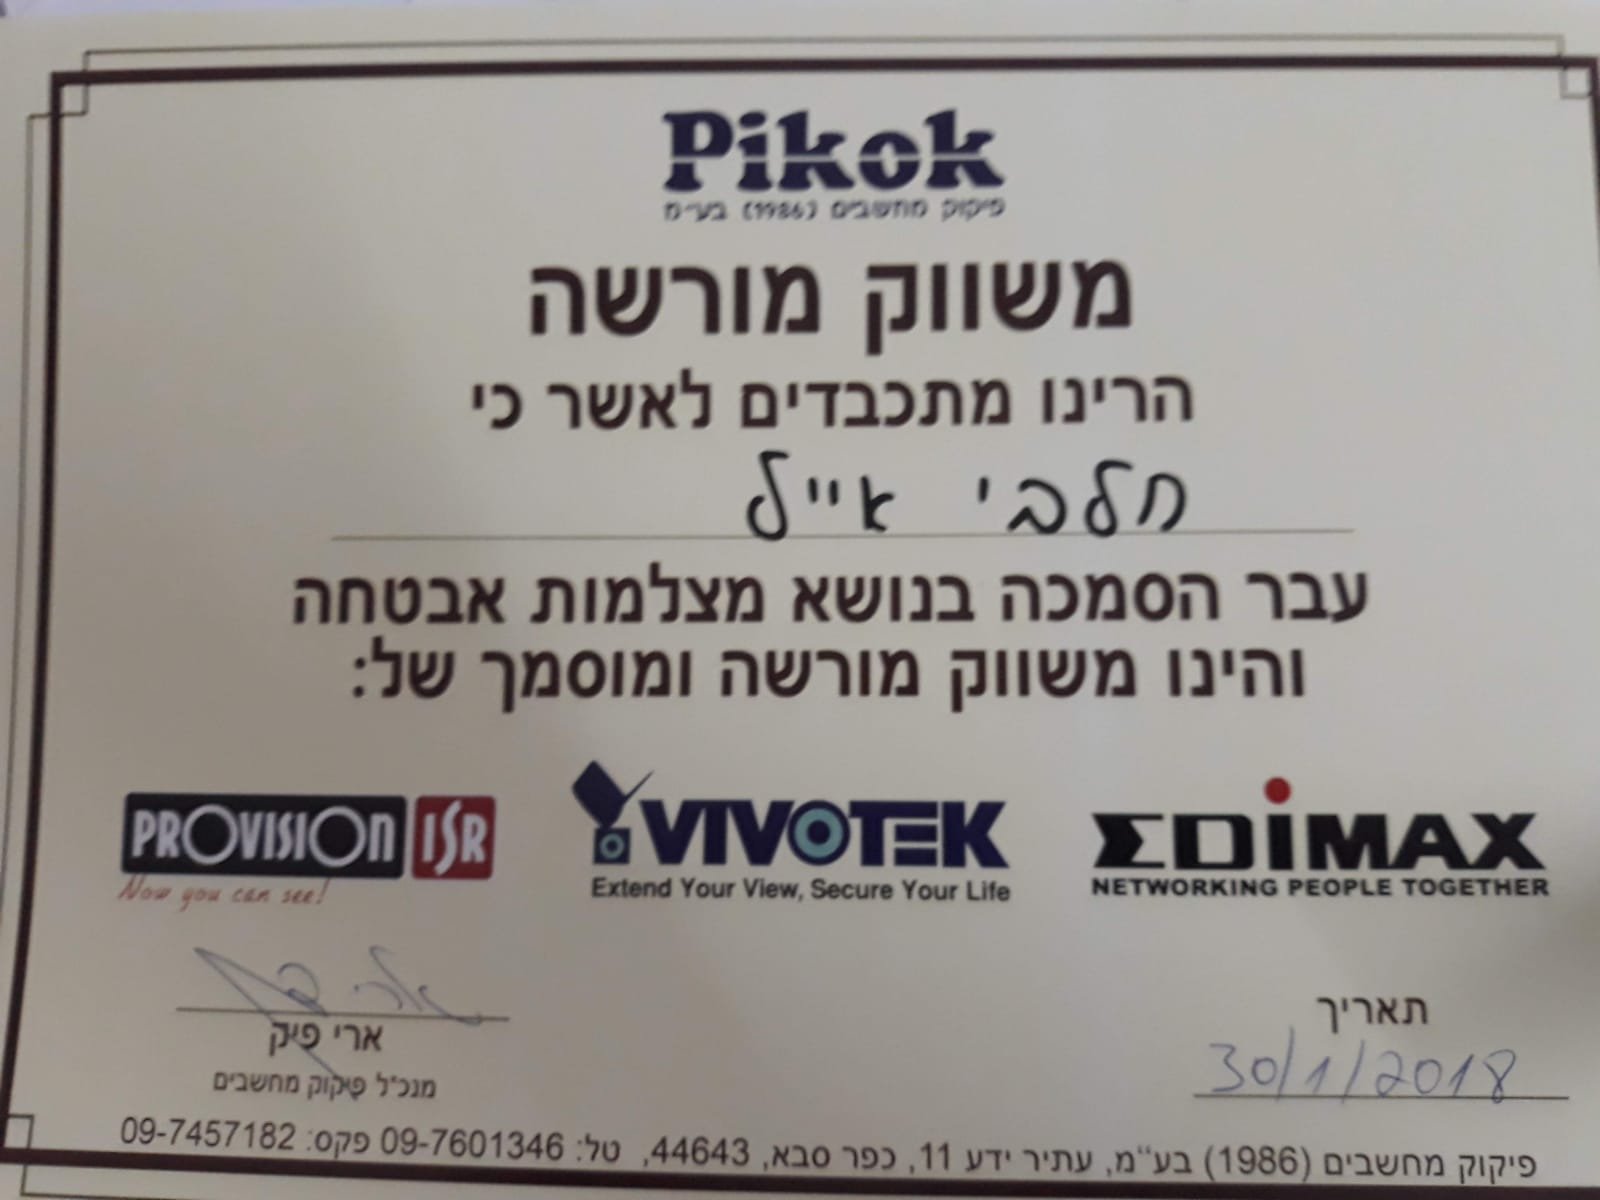 Pikok
פיקוק מחשבים (1986) בע״מ
משווק מורשה
הרינו מתכבדים לאשר כי
חלבי אייל
עבר הסמכה בנושא מצלמות אבטחה
והינו משווק מורשה ומוסמך של:
PROVISION ISR
Now you can see!
VIVOTEK
Extend Your View, Secure Your Life
EDIMAX
NETWORKING PEOPLE TOGETHER
ארי פיק
מנכ״ל פיקוק מחשבים
תאריך
30/1/2018
פיקוק מחשבים (1986) בע״מ, עתיר ידע 11, כפר סבא, 44643, טל: 09-7601346 פקס: 09-7457182